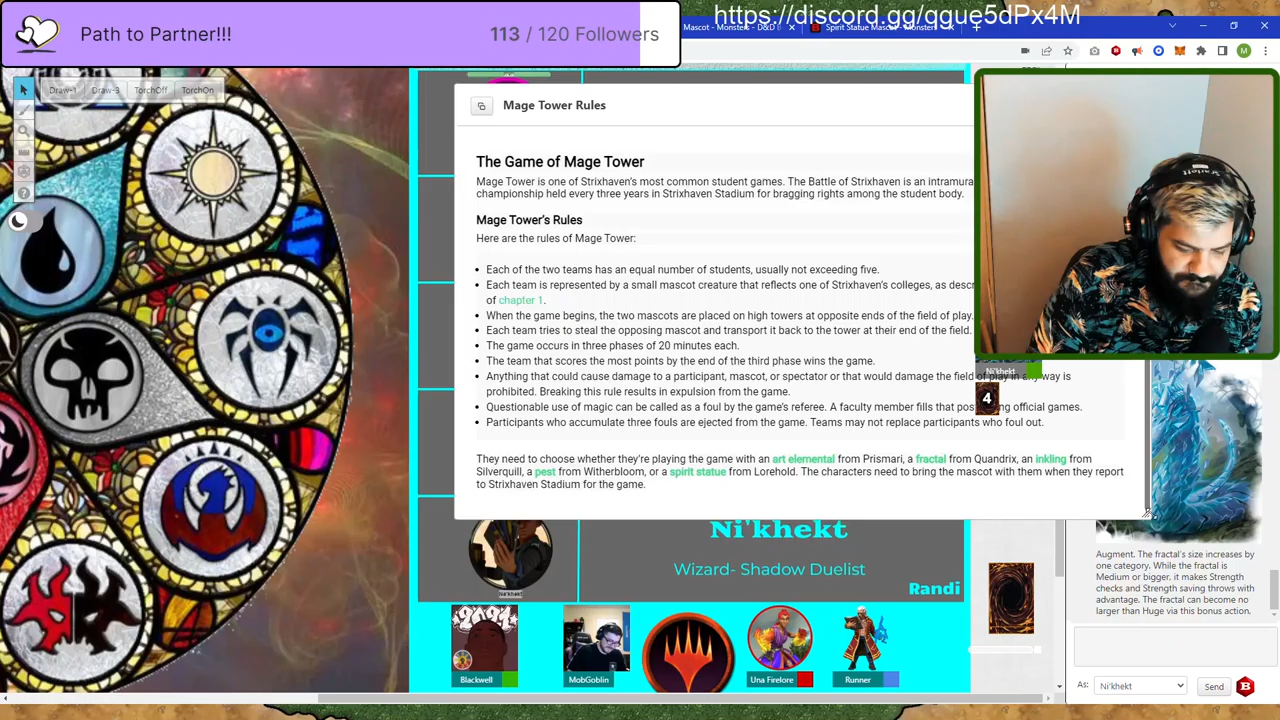 https://discord.gg/qgue5dPx4M
Path to Partner!!!
113 / 120 Followers
Mascot - Monsters - D&D B
Spirit Statue Mascot - Monsters
Draw-1
Draw-3
TorchOff
TorchOn
Mage Tower Rules
The Game of Mage Tower
Mage Tower is one of Strixhaven's most common student games. The Battle of Strixhaven is an intramura
championship held every three years in Strixhaven Stadium for bragging rights among the student body.
Mage Tower's Rules
Here are the rules of Mage Tower:
Each of the two teams has an equal number of students, usually not exceeding five.
Each team is represented by a small mascot creature that reflects one of Strixhaven's colleges, as descr
of chapter 1.
When the game begins, the two mascots are placed on high towers at opposite ends of the field of play.
Each team tries to steal the opposing mascot and transport it back to the tower at their end of the field.
The game occurs in three phases of 20 minutes each.
The team that scores the most points by the end of the third phase wins the game.
Anything that could cause damage to a participant, mascot, or spectator or that would damage the field of play in any way is
prohibited. Breaking this rule results in expulsion from the game.
Questionable use of magic can be called as a foul by the game's referee. A faculty member fills that pos official games.
Participants who accumulate three fouls are ejected from the game. Teams may not replace participants who foul out.
They need to choose whether they're playing the game with an art elemental from Prismari, a fractal from Quandrix, an inkling from
Silverquill, a pest from Witherbloom, or a spirit statue from Lorehold. The characters need to bring the mascot with them when they report
to Strixhaven Stadium for the game.
Ni'khekt
4
Ni'khekt
Wizard- Shadow Duelist
Randi
Ni'khekt
Blackwell
MobGoblin
Una Firelore
Runner
Augment. The fractal's size increases by
one category. While the fractal is
Medium or bigger, it makes Strength
checks and Strength saving throws with
advantage. The fractal can become no
larger than Huge via this bonus action.
As:
Ni'khekt
Send